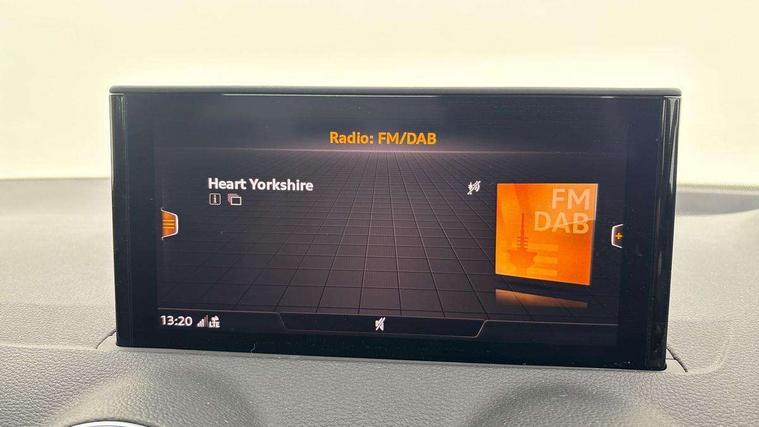 Radio: FM/DAB
Heart Yorkshire
i
FM
DAB
13:20 LTE